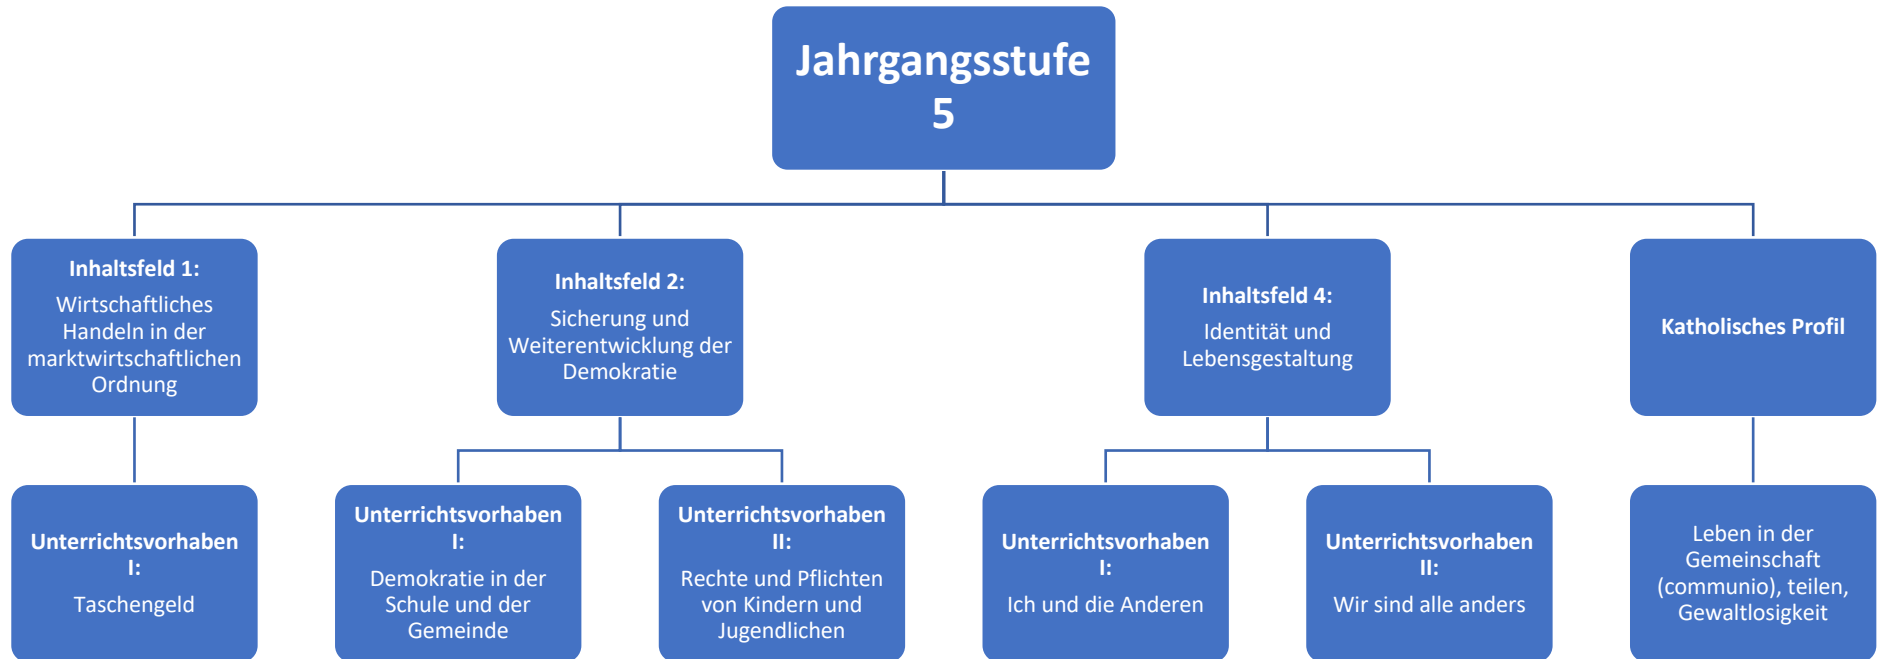 Jahrgangsstufe
5
Inhaltsfeld 1:
Wirtschaftliches
Handeln in der
marktwirtschaftlichen
Ordnung
Inhaltsfeld 2:
Sicherung und
Weiterentwicklung der
Demokratie
Inhaltsfeld 4:
Identität und
Lebensgestaltung
Katholisches Profil
Unterrichtsvorhaben
I:
Taschengeld
Unterrichtsvorhaben
I:
Demokratie in der
Schule und der
Gemeinde
Unterrichtsvorhaben
II:
Rechte und Pflichten
von Kindern und
Jugendlichen
Unterrichtsvorhaben
I:
Ich und die Anderen
Unterrichtsvorhaben
II:
Wir sind alle anders
Leben in der
Gemeinschaft
(communio), teilen,
Gewaltlosigkeit